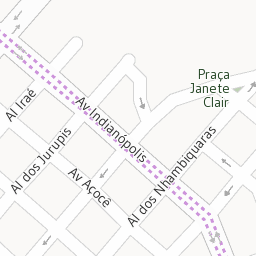 Praça
Janete
Clair
Al Iraé
Av Indianópolis
Al dos Jurupis
Av Açocê
Al dos Nhambiquaras